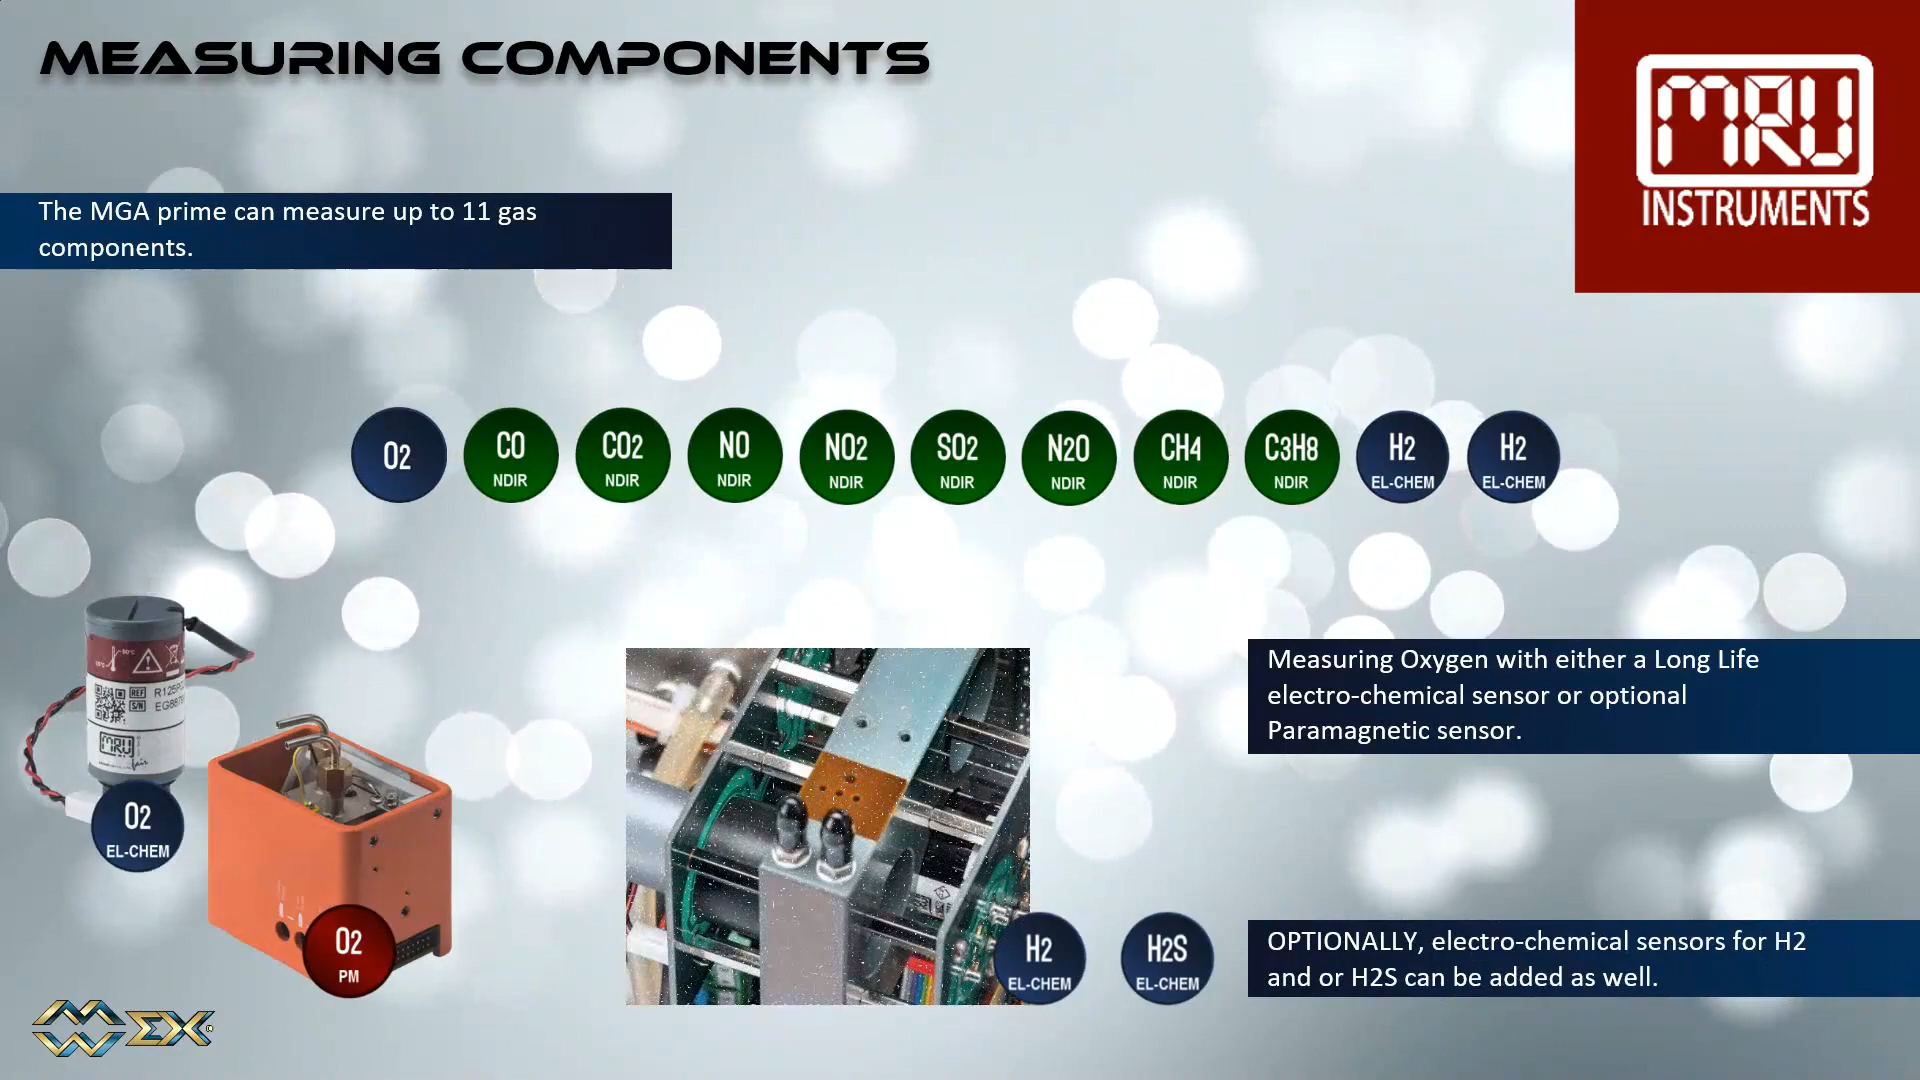 MEASURING COMPONENTS
MRU
INSTRUMENTS
The MGA prime can measure up to 11 gas
components.
O2
CO
NDIR
CO2
NDIR
NO
NDIR
NO2
NDIR
SO2
NDIR
N2O
NDIR
CH4
NDIR
C3H8
NDIR
H2
EL-CHEM
H2
EL-CHEM
Measuring Oxygen with either a Long Life
electro-chemical sensor or optional
Paramagnetic sensor.
REF
S/N
MRU
O2
EL-CHEM
O2
PM
H2
EL-CHEM
H2S
EL-CHEM
OPTIONALLY, electro-chemical sensors for H2
and or H2S can be added as well.